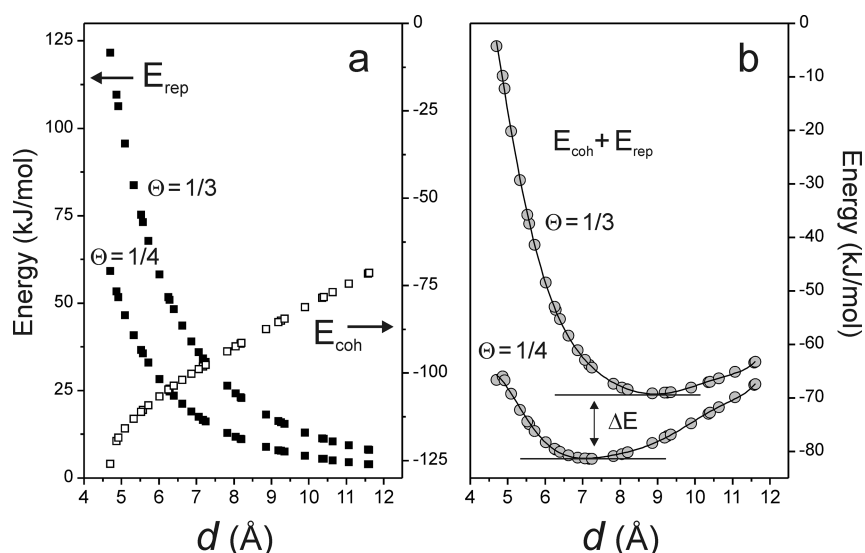 a
E_rep
Θ = 1/3
Θ = 1/4
E_coh
Energy (kJ/mol)
125
100
75
50
25
0
0
-25
-50
-75
-100
-125
4 5 6 7 8 9 10 11 12
d (Å)
b
E_coh + E_rep
Θ = 1/3
Θ = 1/4
ΔE
0
-10
-20
-30
-40
-50
-60
-70
-80
Energy (kJ/mol)
4 5 6 7 8 9 10 11 12
d (Å)